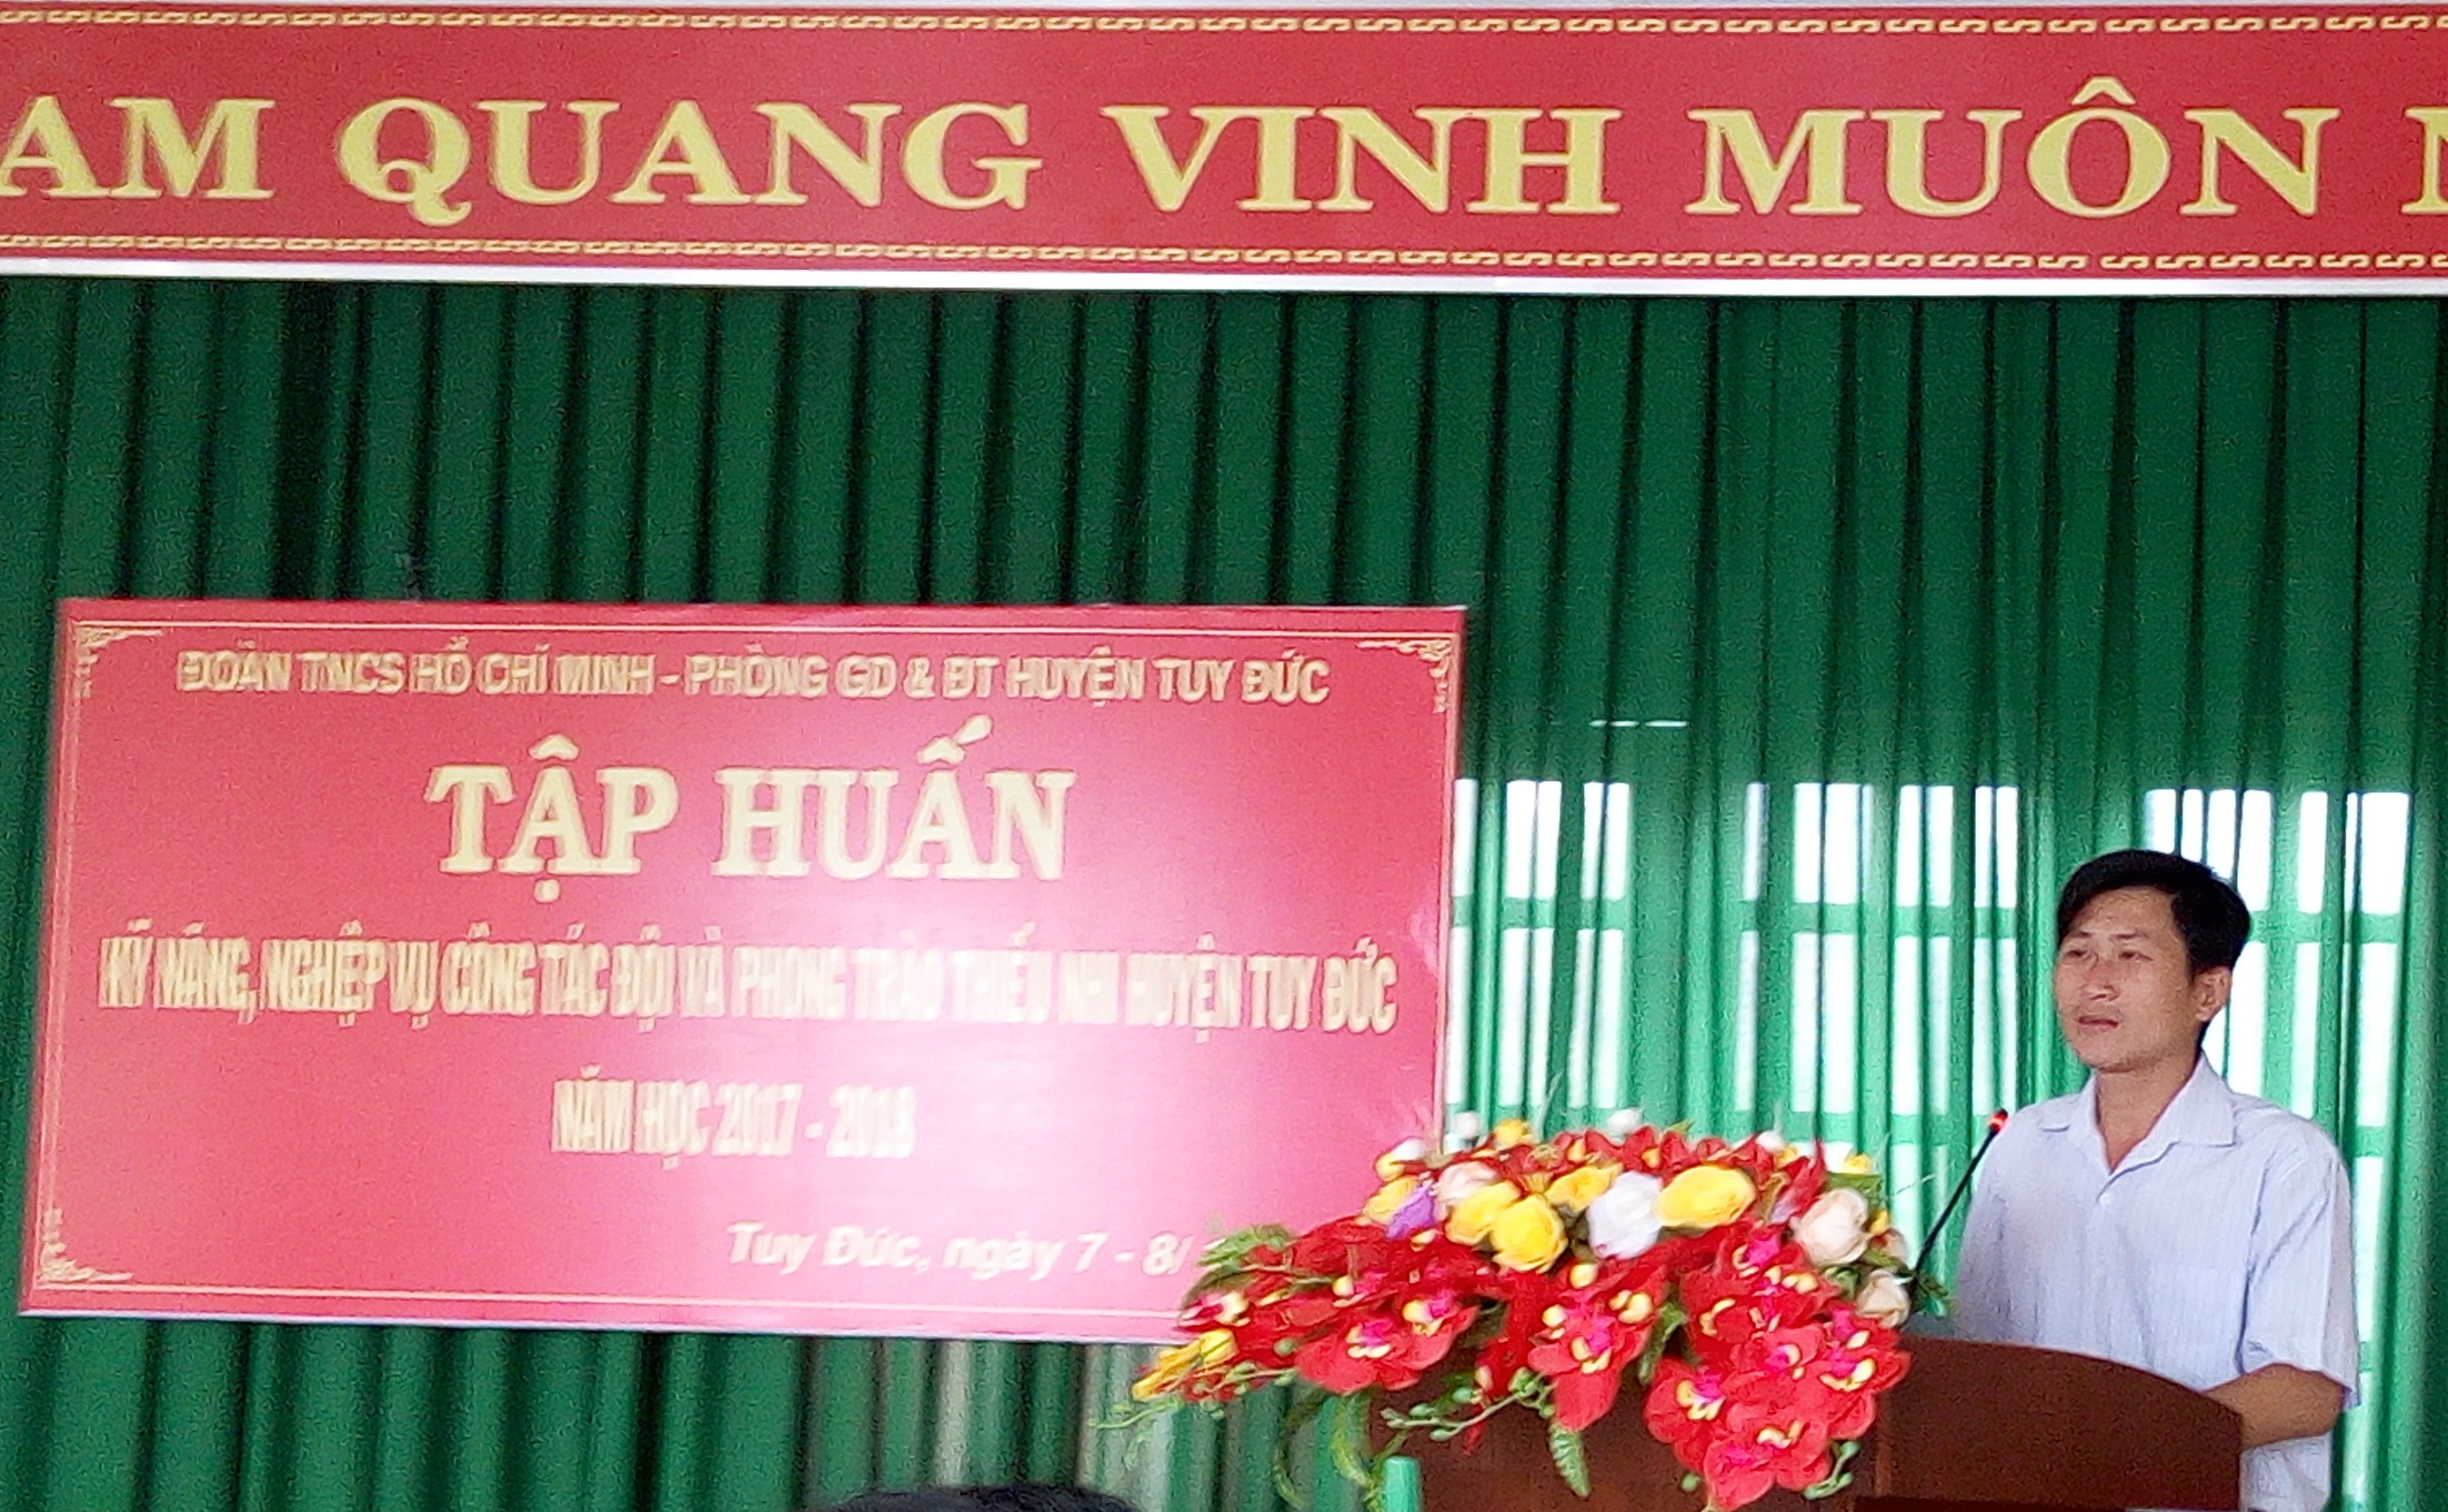 AM QUANG VINH MUÔN N
ĐOÀN TNCS HỒ CHÍ MINH - PHÒNG GD & ĐT HUYỆN TUY ĐỨC
TẬP HUẤN
KỸ NĂNG, NGHIỆP VỤ CÔNG TÁC ĐỘI VÀ PHONG TRÀO THIẾU NHI HUYỆN TUY ĐỨC
NĂM HỌC 2017 - 2018
Tuy Đức, ngày 7 - 8/